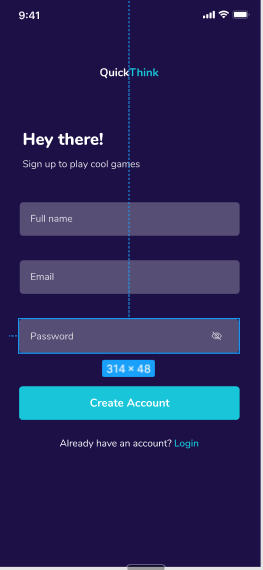 9:41
QuickThink
Hey there!
Sign up to play cool games
Full name
Email
Password
314 × 48
Create Account
Already have an account? Login